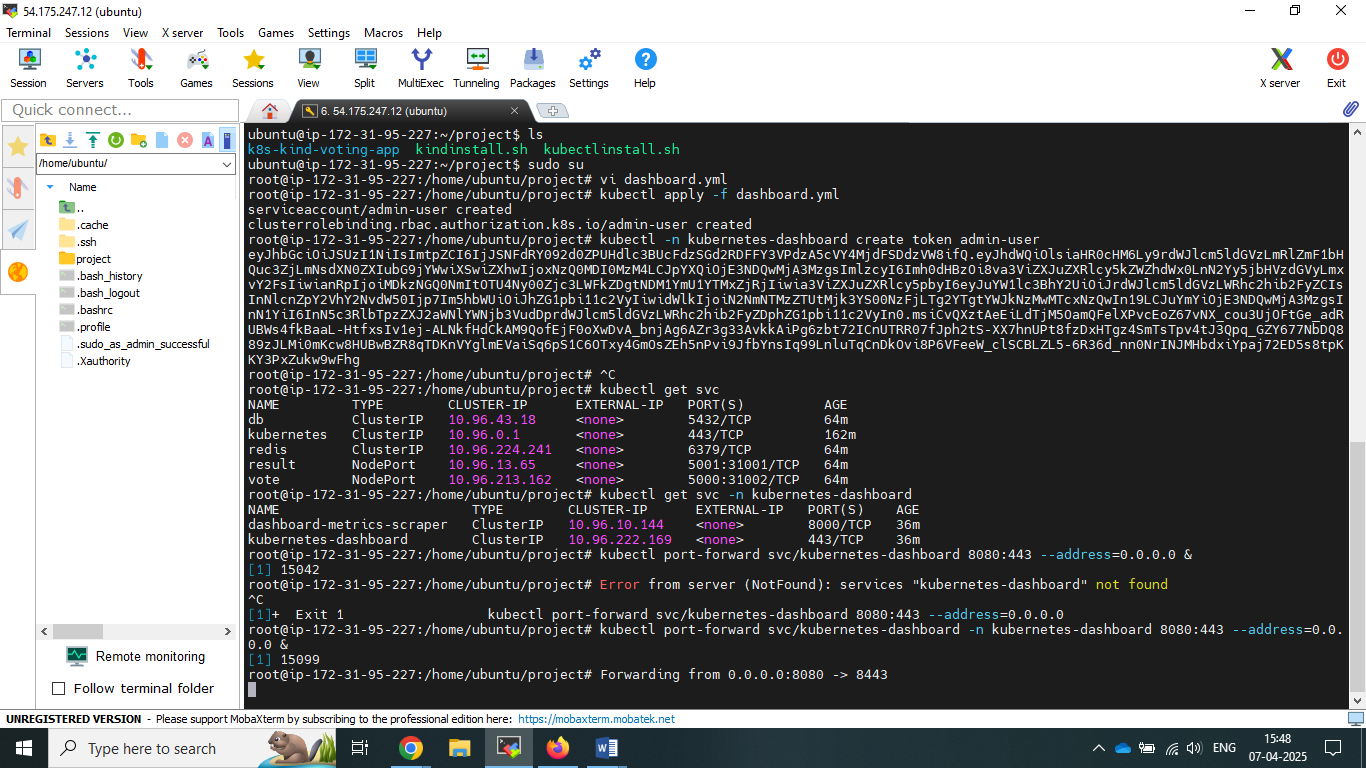 54.175.247.12 (ubuntu)
Terminal Sessions View X server Tools Games Settings Macros Help
Session Servers Tools Games Sessions View Split MultiExec Tunneling Packages Settings Help X server Exit
Quick connect...
6. 54.175.247.12 (ubuntu)
/home/ubuntu/
Name
..
.cache
.ssh
project
.bash_history
.bash_logout
.bashrc
.profile
.sudo_as_admin_successful
.Xauthority
Remote monitoring
Follow terminal folder
ubuntu@ip-172-31-95-227:~/project$ ls
k8s-kind-voting-app kindinstall.sh kubectlinstall.sh
ubuntu@ip-172-31-95-227:~/project$ sudo su
root@ip-172-31-95-227:/home/ubuntu/project# vi dashboard.yml
root@ip-172-31-95-227:/home/ubuntu/project# kubectl apply -f dashboard.yml
serviceaccount/admin-user created
clusterrolebinding.rbac.authorization.k8s.io/admin-user created
root@ip-172-31-95-227:/home/ubuntu/project# kubectl -n kubernetes-dashboard create token admin-user
KY3PxZukw9wFhg
root@ip-172-31-95-227:/home/ubuntu/project# ^C
root@ip-172-31-95-227:/home/ubuntu/project# kubectl get svc
NAME TYPE CLUSTER-IP EXTERNAL-IP PORT(S) AGE
db ClusterIP 10.96.43.18 <none> 5432/TCP 64m
kubernetes ClusterIP 10.96.0.1 <none> 443/TCP 162m
redis ClusterIP 10.96.224.241 <none> 6379/TCP 64m
result NodePort 10.96.13.65 <none> 5001:31001/TCP 64m
vote NodePort 10.96.213.162 <none> 5000:31002/TCP 64m
root@ip-172-31-95-227:/home/ubuntu/project# kubectl get svc -n kubernetes-dashboard
NAME TYPE CLUSTER-IP EXTERNAL-IP PORT(S) AGE
dashboard-metrics-scraper ClusterIP 10.96.10.144 <none> 8000/TCP 36m
kubernetes-dashboard ClusterIP 10.96.222.169 <none> 443/TCP 36m
root@ip-172-31-95-227:/home/ubuntu/project# kubectl port-forward svc/kubernetes-dashboard 8080:443 --address=0.0.0.0 &
[1] 15042
root@ip-172-31-95-227:/home/ubuntu/project# Error from server (NotFound): services "kubernetes-dashboard" not found
^C
[1]+ Exit 1 kubectl port-forward svc/kubernetes-dashboard 8080:443 --address=0.0.0.0
root@ip-172-31-95-227:/home/ubuntu/project# kubectl port-forward svc/kubernetes-dashboard -n kubernetes-dashboard 8080:443 --address=0.0.
0.0 &
[1] 15099
root@ip-172-31-95-227:/home/ubuntu/project# Forwarding from 0.0.0.0:8080 -> 8443
UNREGISTERED VERSION - Please support MobaXterm by subscribing to the professional edition here: https://mobaxterm.mobatek.net
Type here to search
ENG
15:48
07-04-2025